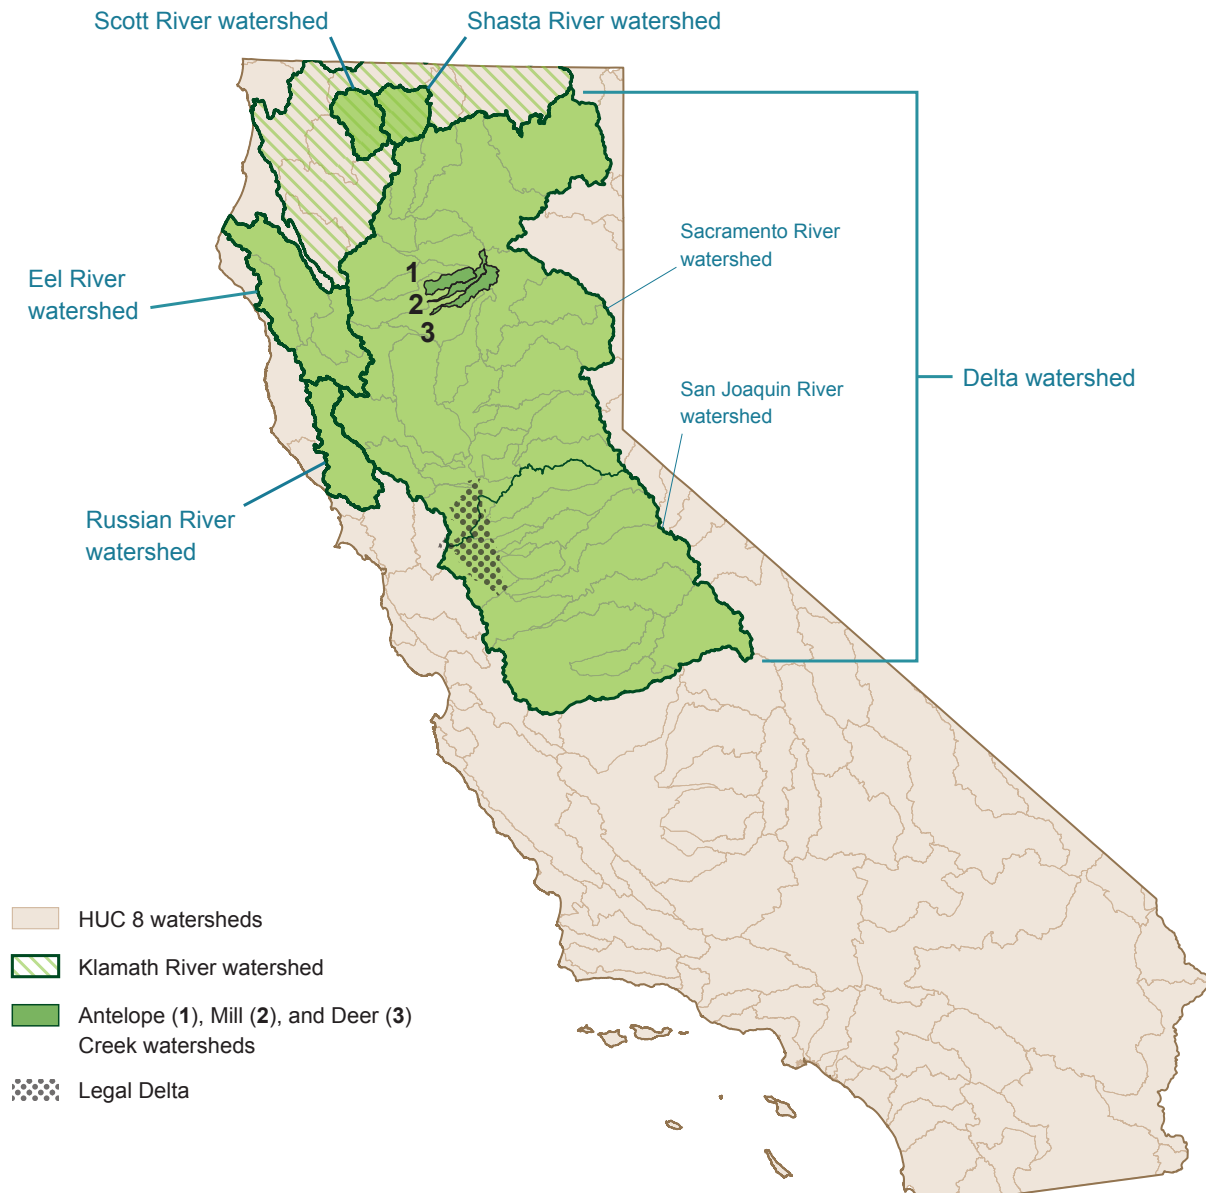 Scott River watershed
Shasta River watershed
Sacramento River
watershed
Eel River
watershed
1
2
3
Delta watershed
San Joaquin River
watershed
Russian River
watershed
HUC 8 watersheds
Klamath River watershed
Antelope (1), Mill (2), and Deer (3)
Creek watersheds
Legal Delta